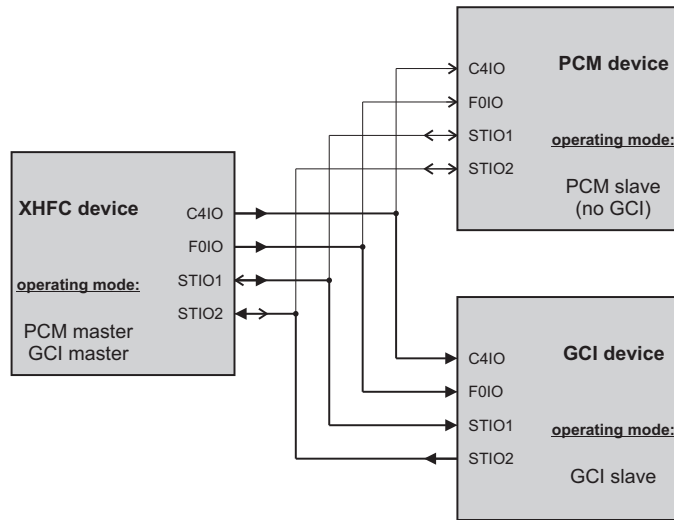 XHFC device
operating mode:
PCM master
GCI master
C4IO
F0IO
STIO1
STIO2
C4IO
F0IO
STIO1
STIO2
PCM device
operating mode:
PCM slave
(no GCI)
C4IO
F0IO
STIO1
STIO2
GCI device
operating mode:
GCI slave